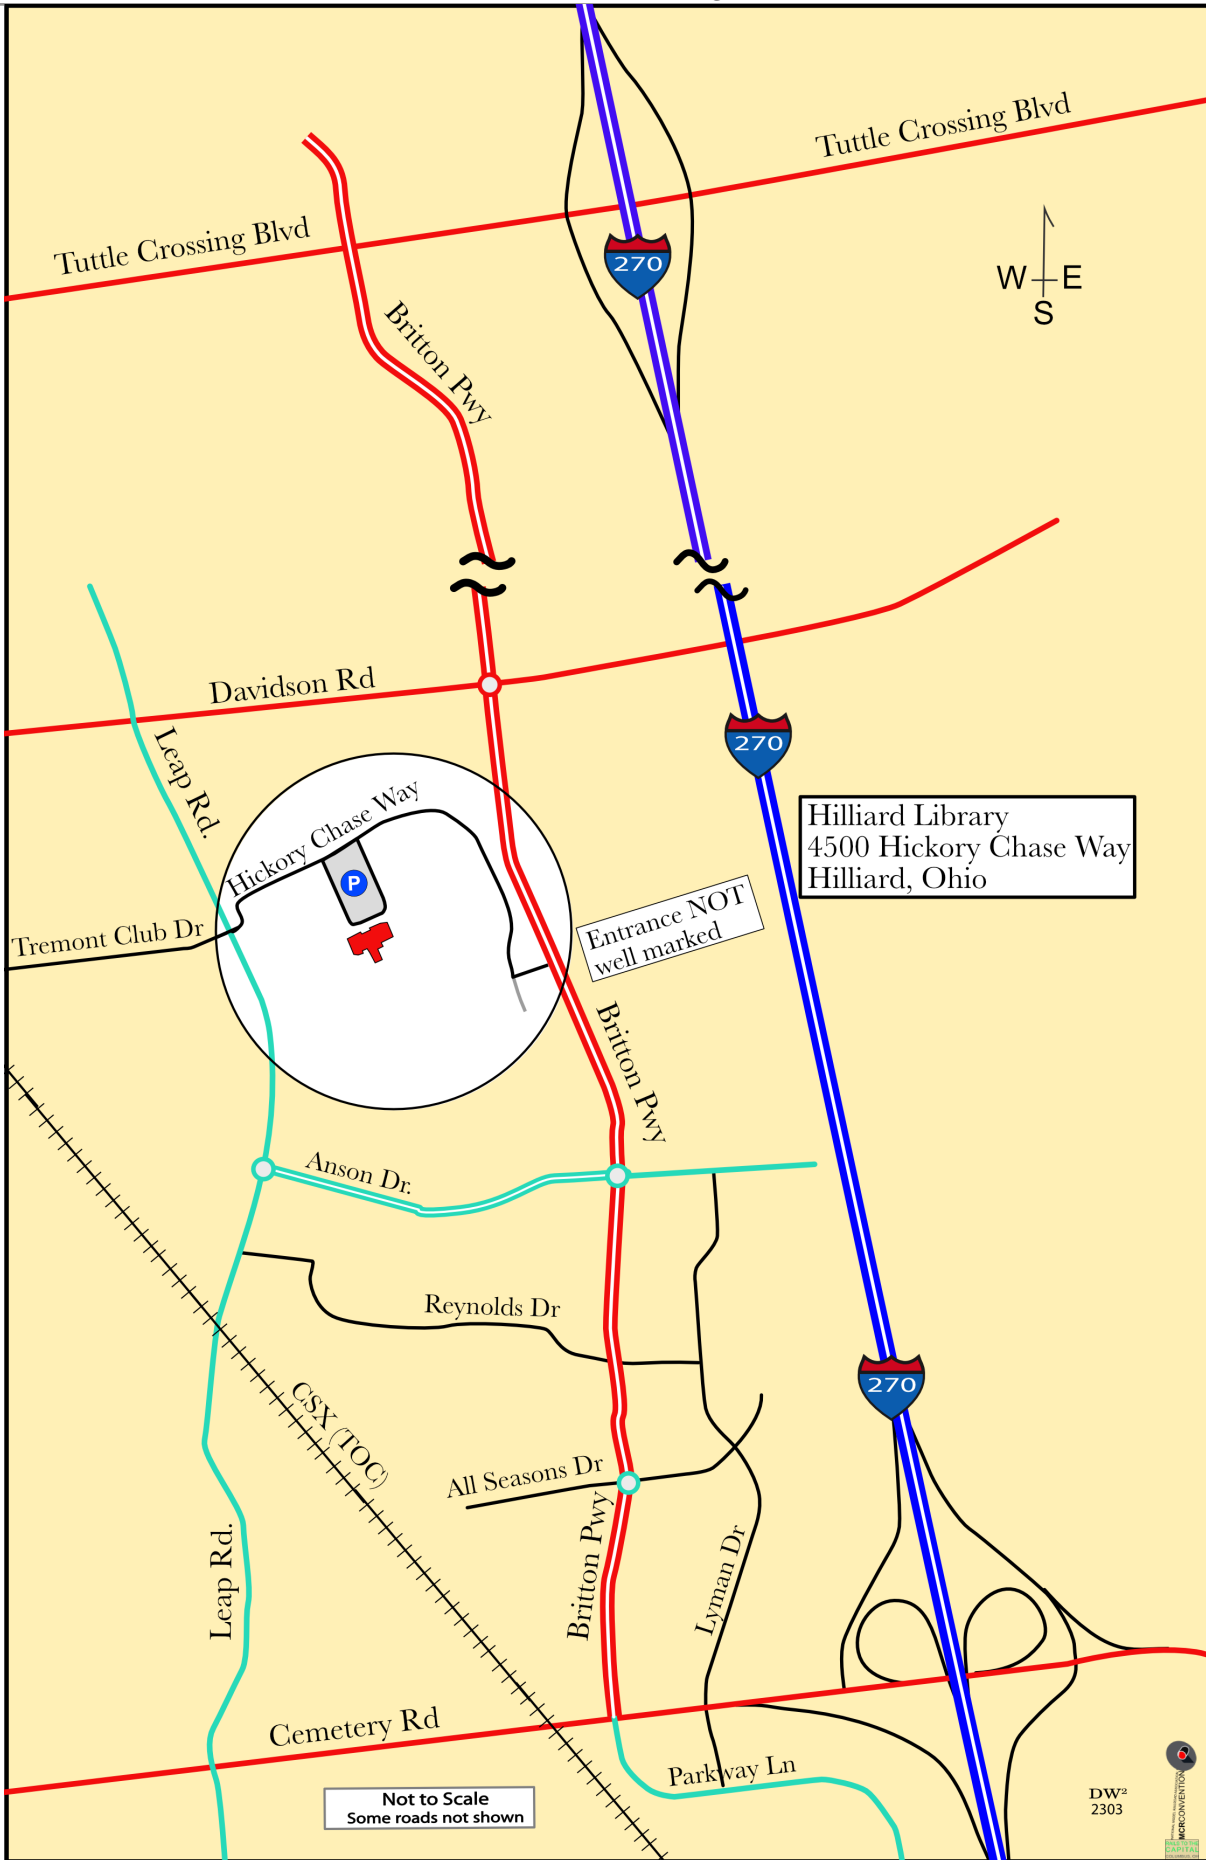 Tuttle Crossing Blvd
Tuttle Crossing Blvd
270
W E
S
Britton Pwy
Davidson Rd
Leap Rd.
270
Hickory Chase Way
P
Hilliard Library
4500 Hickory Chase Way
Hilliard, Ohio
Tremont Club Dr
Entrance NOT
well marked
Britton Pwy
Anson Dr.
Reynolds Dr
270
CSX (TOC)
All Seasons Dr
Britton Pwy
Lyman Dr
Leap Rd.
Cemetery Rd
Parkway Ln
Not to Scale
Some roads not shown
DW²
2303
MCRCONVENTION
CAPITAL